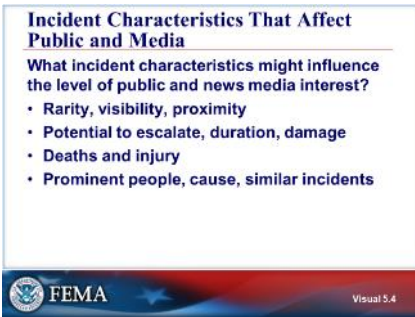 Incident Characteristics That Affect
Public and Media
What incident characteristics might influence
the level of public and news media interest?
• Rarity, visibility, proximity
• Potential to escalate, duration, damage
• Deaths and injury
• Prominent people, cause, similar incidents
FEMA
Visual 5.4